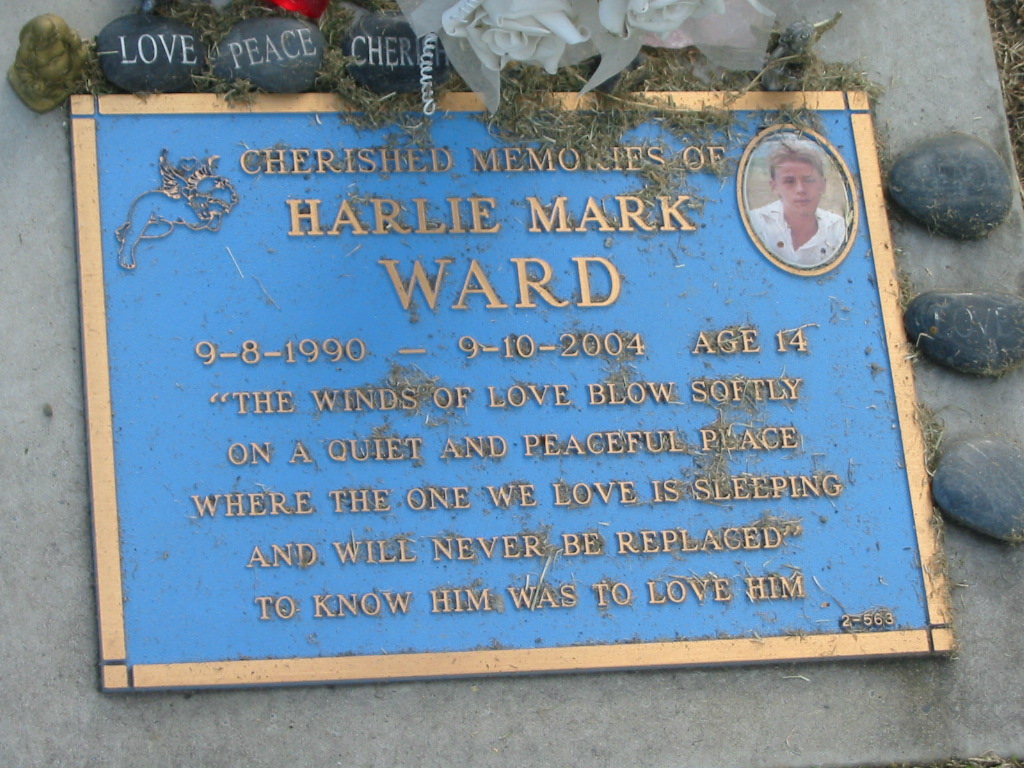 LOVE PEACE CHERISH
CHERISHED MEMORIES OF
HARLIE MARK
WARD
9-8-1990 — 9-10-2004 AGE 14
LOVE
“THE WINDS OF LOVE BLOW SOFTLY
ON A QUIET AND PEACEFUL PLACE
WHERE THE ONE WE LOVE IS SLEEPING
AND WILL NEVER BE REPLACED”
TO KNOW HIM WAS TO LOVE HIM
2-563